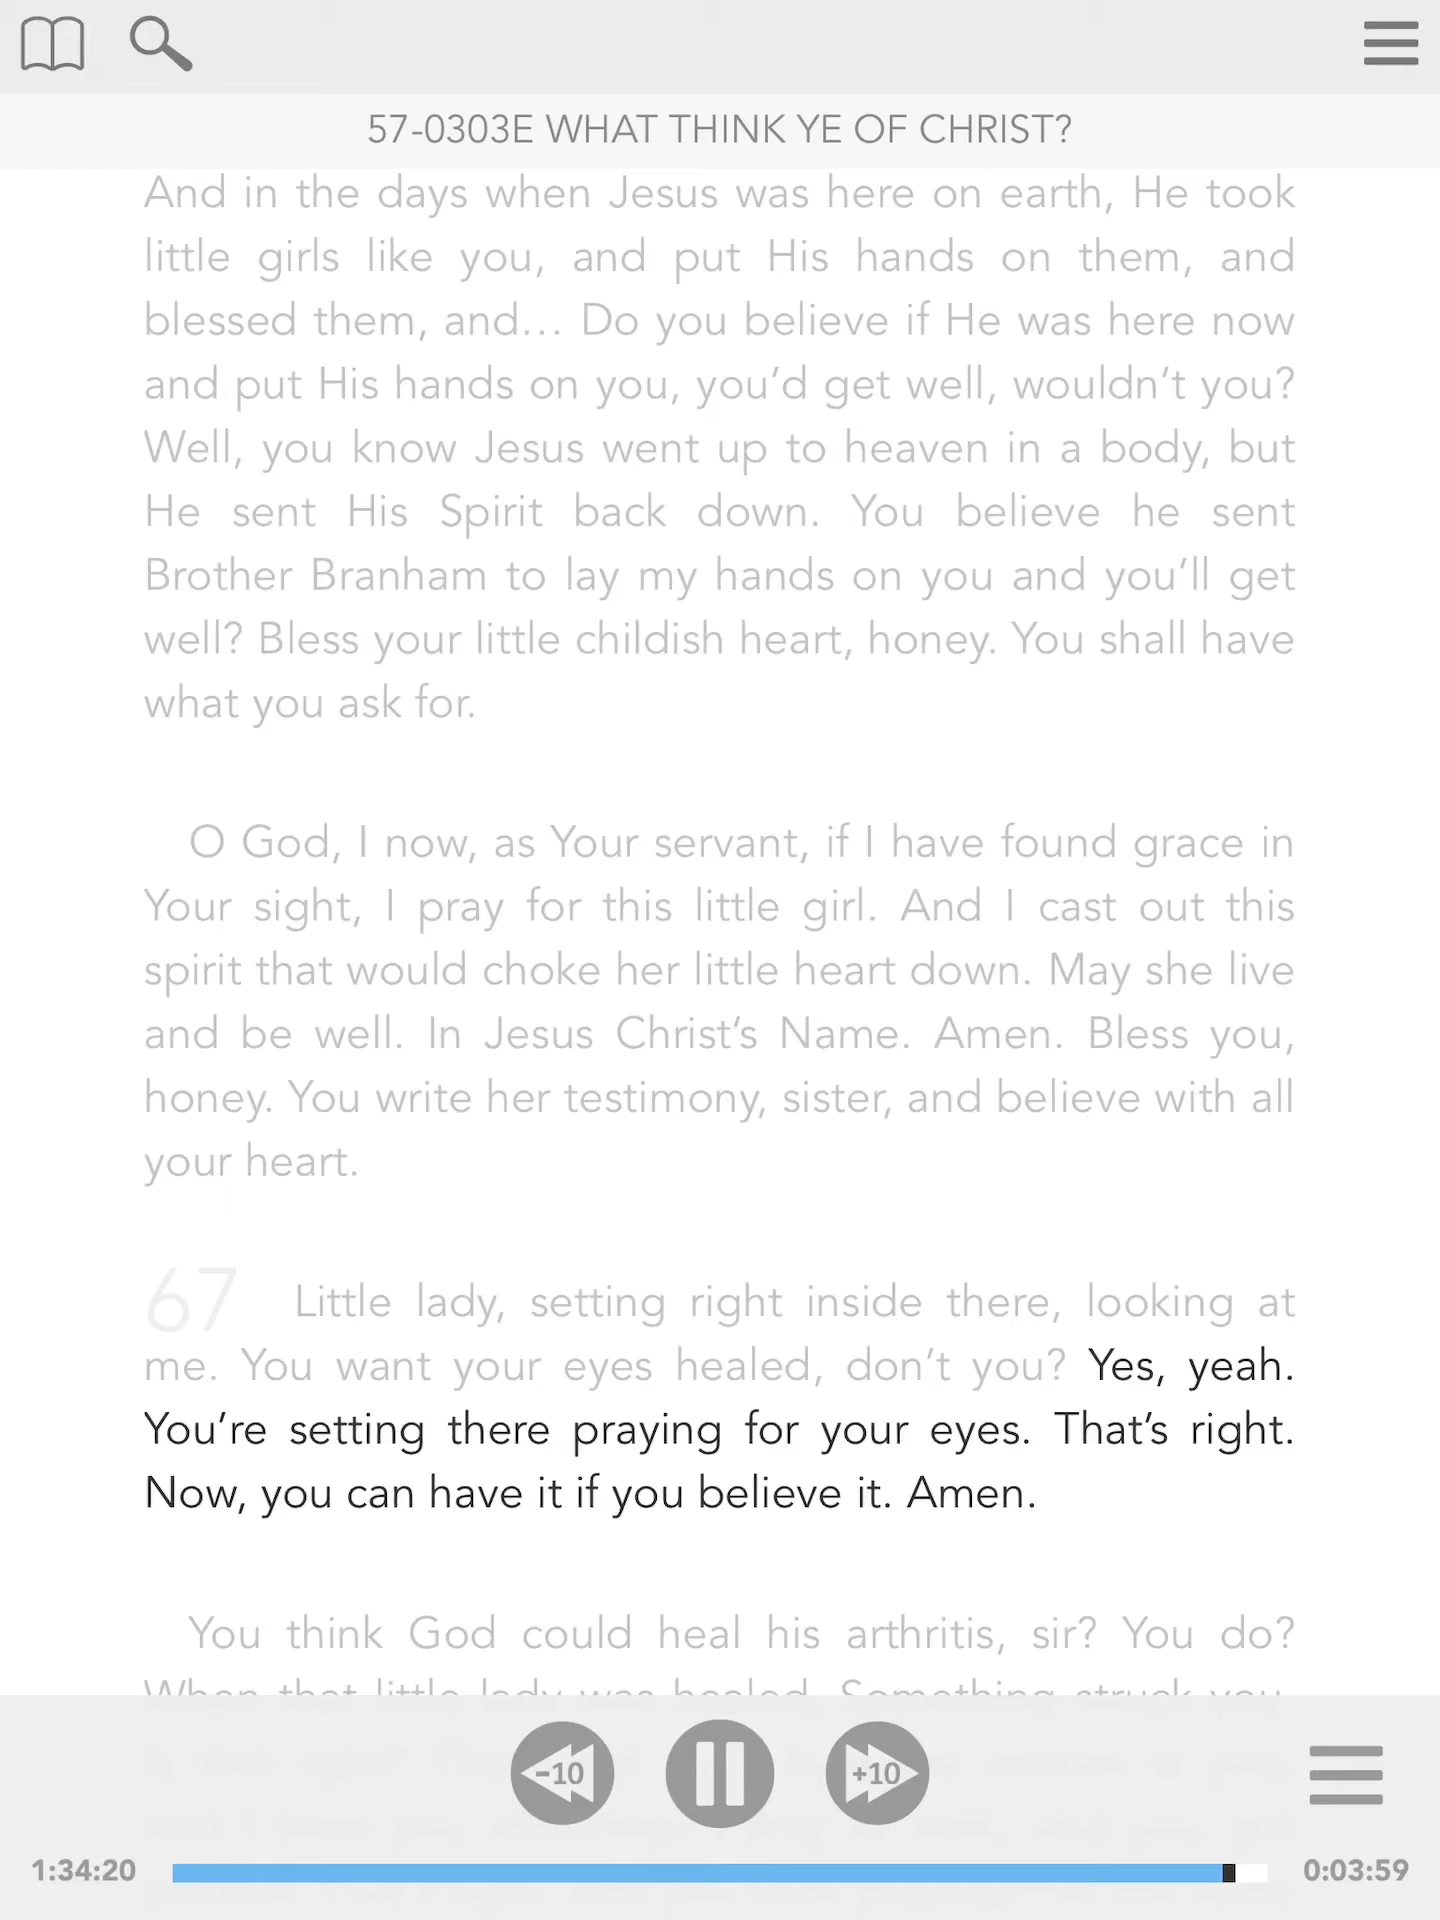 57-0303E WHAT THINK YE OF CHRIST?
And in the days when Jesus was here on earth, He took
little girls like you, and put His hands on them, and
blessed them, and… Do you believe if He was here now
and put His hands on you, you’d get well, wouldn’t you?
Well, you know Jesus went up to heaven in a body, but
He sent His Spirit back down. You believe he sent
Brother Branham to lay my hands on you and you’ll get
well? Bless your little childish heart, honey. You shall have
what you ask for.
O God, I now, as Your servant, if I have found grace in
Your sight, I pray for this little girl. And I cast out this
spirit that would choke her little heart down. May she live
and be well. In Jesus Christ’s Name. Amen. Bless you,
honey. You write her testimony, sister, and believe with all
your heart.
67 Little lady, setting right inside there, looking at
me. You want your eyes healed, don’t you? Yes, yeah.
You’re setting there praying for your eyes. That’s right.
Now, you can have it if you believe it. Amen.
You think God could heal his arthritis, sir? You do?
When that little lady was healed, Something struck you,
-10 +10
1:34:20 0:03:59